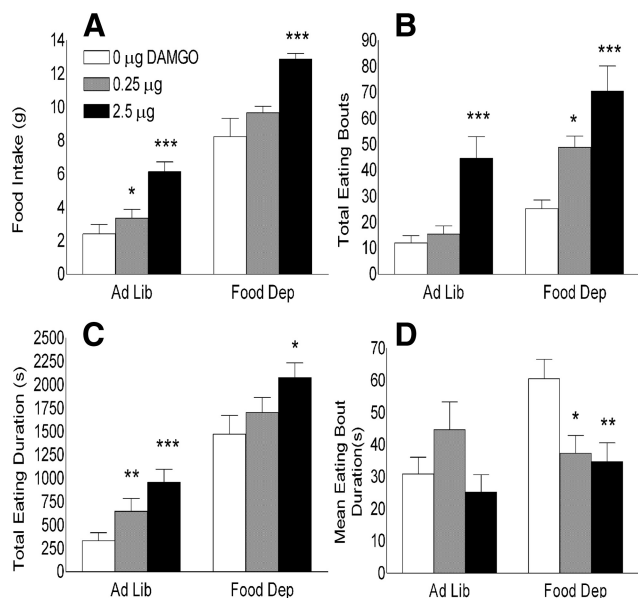 A
14
12
10
8
6
4
2
0
Food Intake (g)
0 μg DAMGO
0.25 μg
2.5 μg
*
***
***
Ad Lib
Food Dep
B
90
80
70
60
50
40
30
20
10
0
Total Eating Bouts
***
*
***
Ad Lib
Food Dep
C
2500
2250
2000
1750
1500
1250
1000
750
500
250
0
Total Eating Duration (s)
**
***
*
Ad Lib
Food Dep
D
70
60
50
40
30
20
10
0
Mean Eating Bout
Duration(s)
*
**
Ad Lib
Food Dep